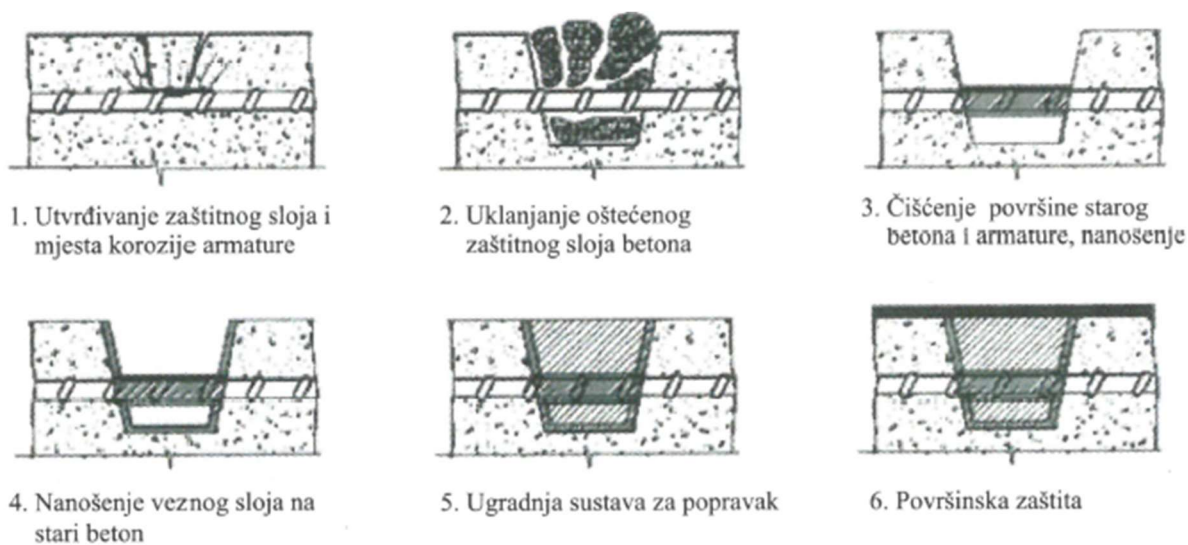 1. Utvrđivanje zaštitnog sloja i
mjesta korozije armature
2. Uklanjanje oštećenog
zaštitnog sloja betona
3. Čišćenje površine starog
betona i armature, nanošenje
4. Nanošenje veznog sloja na
stari beton
5. Ugradnja sustava za popravak
6. Površinska zaštita